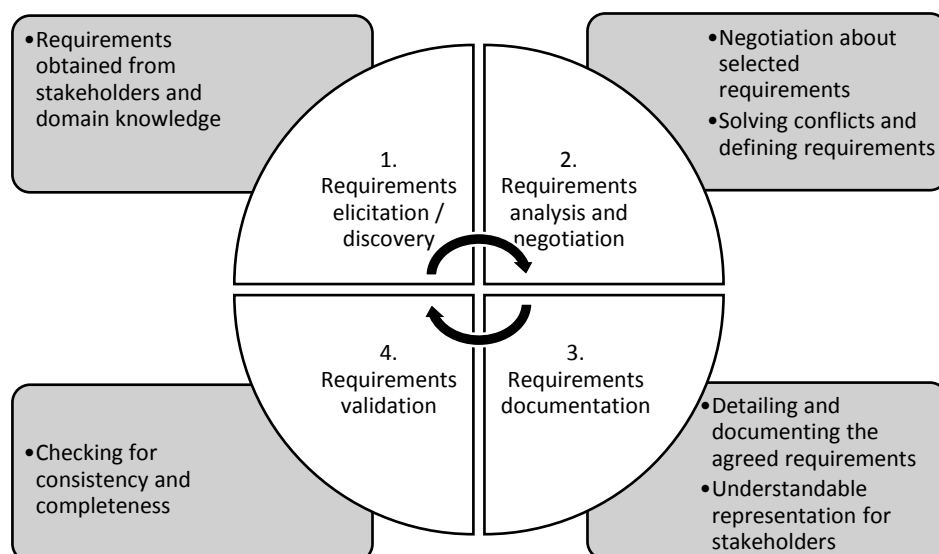 •Requirements
obtained from
stakeholders and
domain knowledge
•Negotiation about
selected
requirements
•Solving conflicts and
defining requirements
1.
Requirements
elicitation /
discovery
2.
Requirements
analysis and
negotiation
4.
Requirements
validation
3.
Requirements
documentation
•Checking for
consistency and
completeness
•Detailing and
documenting the
agreed requirements
•Understandable
representation for
stakeholders